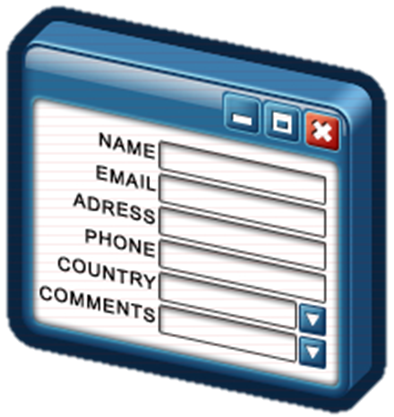 NAME
EMAIL
ADRESS
PHONE
COUNTRY
COMMENTS